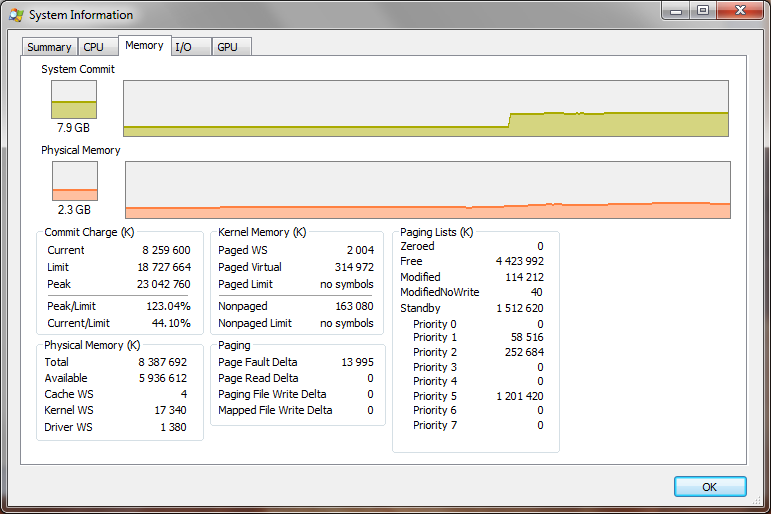 System Information
Summary CPU Memory I/O GPU
System Commit
7.9 GB
Physical Memory
2.3 GB
Commit Charge (K)
Current 8 259 600
Limit 18 727 664
Peak 23 042 760
Peak/Limit 123.04%
Current/Limit 44.10%
Physical Memory (K)
Total 8 387 692
Available 5 936 612
Cache WS 4
Kernel WS 17 340
Driver WS 1 380
Kernel Memory (K)
Paged WS 2 004
Paged Virtual 314 972
Paged Limit no symbols
Nonpaged 163 080
Nonpaged Limit no symbols
Paging
Page Fault Delta 13 995
Page Read Delta 0
Paging File Write Delta 0
Mapped File Write Delta 0
Paging Lists (K)
Zeroed 0
Free 4 423 992
Modified 114 212
ModifiedNoWrite 40
Standby 1 512 620
Priority 0 0
Priority 1 58 516
Priority 2 252 684
Priority 3 0
Priority 4 0
Priority 5 1 201 420
Priority 6 0
Priority 7 0
OK